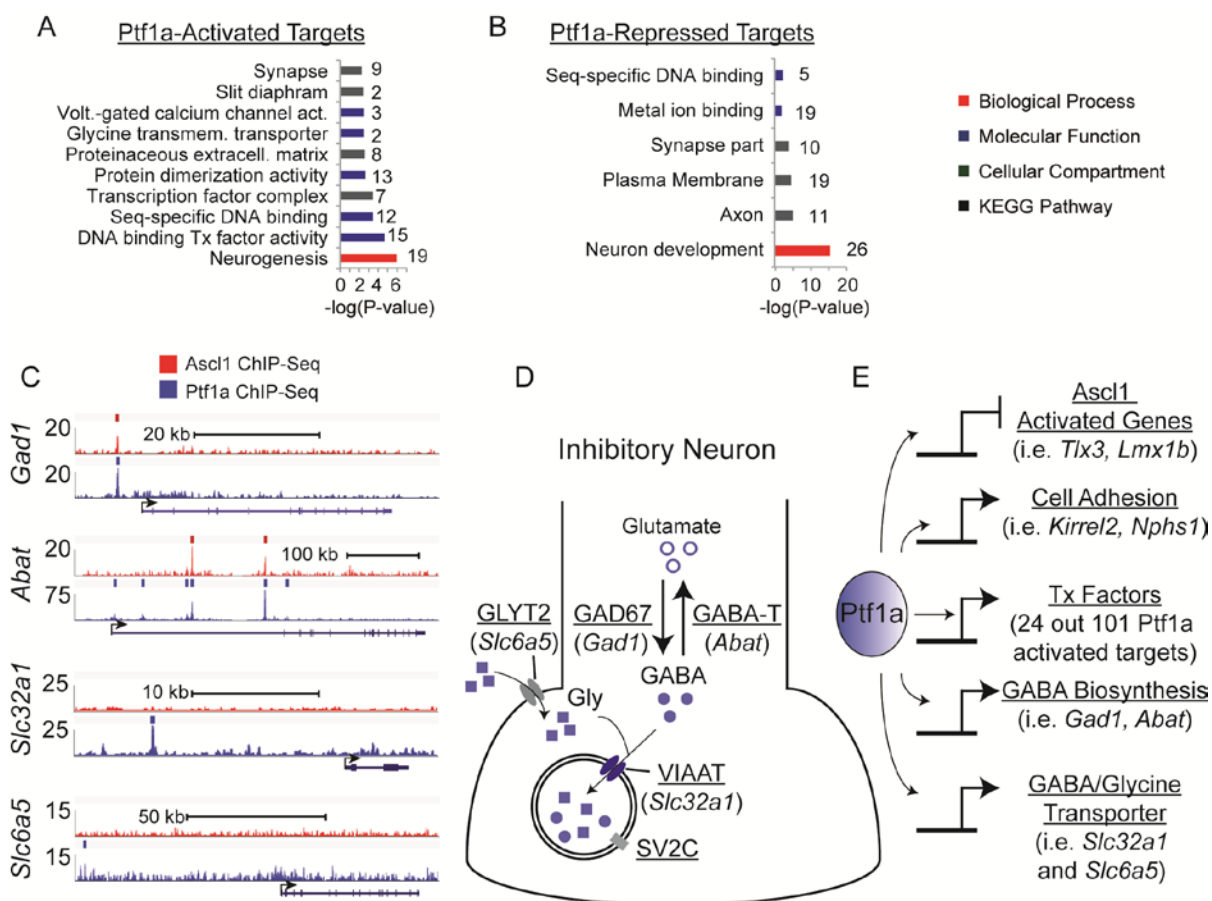 A
Ptf1a-Activated Targets
Synapse 9
Slit diaphram 2
Volt.-gated calcium channel act. 3
Glycine transmem. transporter 2
Proteinaceous extracell. matrix 8
Protein dimerization activity 13
Transcription factor complex 7
Seq-specific DNA binding 12
DNA binding Tx factor activity 15
Neurogenesis 19
0 2 4 6
-log(P-value)
B
Ptf1a-Repressed Targets
Seq-specific DNA binding 5
Metal ion binding 19
Synapse part 10
Plasma Membrane 19
Axon 11
Neuron development 26
0 10 20
-log(P-value)
Biological Process
Molecular Function
Cellular Compartment
KEGG Pathway
C
Ascl1 ChIP-Seq
Ptf1a ChIP-Seq
Gad1
20
20 kb
20
Abat
20
100 kb
75
Slc32a1
25
10 kb
25
Slc6a5
15
50 kb
15
D
Inhibitory Neuron
Glutamate
GLYT2
(Slc6a5)
GAD67
(Gad1)
GABA-T
(Abat)
GABA
Gly
VIAAT
(Slc32a1)
SV2C
E
Ptf1a
Ascl1
Activated Genes
(i.e. Tlx3, Lmx1b)
Cell Adhesion
(i.e. Kirrel2, Nphs1)
Tx Factors
(24 out 101 Ptf1a
activated targets)
GABA Biosynthesis
(i.e. Gad1, Abat)
GABA/Glycine
Transporter
(i.e. Slc32a1
and Slc6a5)